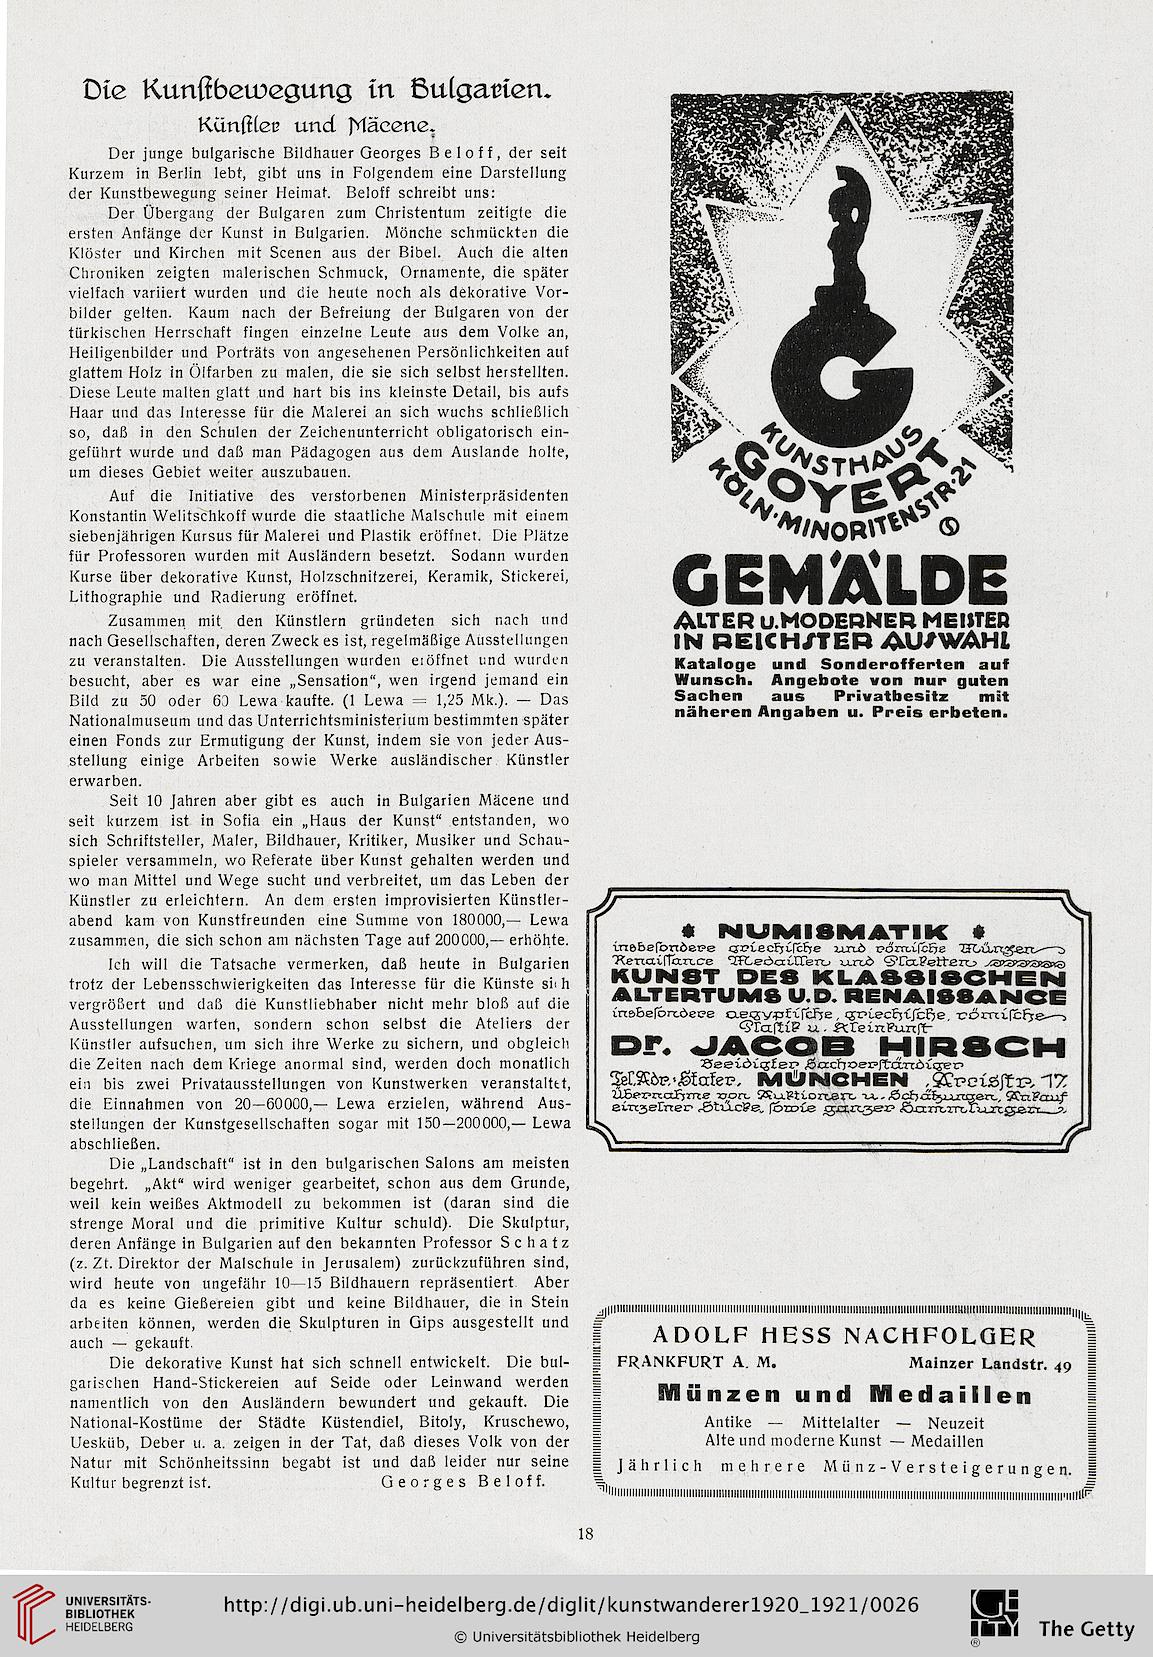 Die Kunſtbewegung in Bulgarien.
Künſtler und Mäcene.
Der junge bulgarische Bildhauer Georges Beloff, der seit
Kurzem in Berlin lebt, gibt uns in Folgendem eine Darstellung
der Kunstbewegung seiner Heimat. Beloff schreibt uns:
Der Übergang der Bulgaren zum Christentum zeitigte die
ersten Anfänge der Kunst in Bulgarien. Mönche schmückten die
Klöster und Kirchen mit Scenen aus der Bibel. Auch die alten
Chroniken zeigten malerischen Schmuck, Ornamente, die später
vielfach variiert wurden und die heute noch als dekorative Vor-
bilder gelten. Kaum nach der Befreiung der Bulgaren von der
türkischen Herrschaft fingen einzelne Leute aus dem Volke an,
Heiligenbilder und Porträts von angesehenen Persönlichkeiten auf
glattem Holz in Ölfarben zu malen, die sie sich selbst herstellten.
Diese Leute malten glatt und hart bis ins kleinste Detail, bis aufs
Haar und das Interesse für die Malerei an sich wuchs schließlich
so, daß in den Schulen der Zeichenunterricht obligatorisch ein-
geführt wurde und daß man Pädagogen aus dem Auslande holte,
um dieses Gebiet weiter auszubauen.
Auf die Initiative des verstorbenen Ministerpräsidenten
Konstantin Welitschkoff wurde die staatliche Malschule mit einem
siebenjährigen Kursus für Malerei und Plastik eröffnet. Die Plätze
für Professoren wurden mit Ausländern besetzt. Sodann wurden
Kurse über dekorative Kunst, Holzschnitzerei, Keramik, Stickerei,
Lithographie und Radierung eröffnet.
Zusammen mit den Künstlern gründeten sich nach und
nach Gesellschaften, deren Zweck es ist, regelmäßige Ausstellungen
zu veranstalten. Die Ausstellungen wurden eröffnet und wurden
besucht, aber es war eine „Sensation“, wen irgend jemand ein
Bild zu 50 oder 60 Lewa kaufte. (1 Lewa = 1,25 Mk.). — Das
Nationalmuseum und das Unterrichtsministerium bestimmten später
einen Fonds zur Ermutigung der Kunst, indem sie von jeder Aus-
stellung einige Arbeiten sowie Werke ausländischer Künstler
erwarben.
Seit 10 Jahren aber gibt es auch in Bulgarien Mäcene und
seit kurzem ist in Sofia ein „Haus der Kunst“ entstanden, wo
sich Schriftsteller, Maler, Bildhauer, Kritiker, Musiker und Schau-
spieler versammeln, wo Referate über Kunst gehalten werden und
wo man Mittel und Wege sucht und verbreitet, um das Leben der
Künstler zu erleichtern. An dem ersten improvisierten Künstler-
abend kam von Kunstfreunden eine Summe von 180000,— Lewa
zusammen, die sich schon am nächsten Tage auf 200000,— erhöhte.
Ich will die Tatsache vermerken, daß heute in Bulgarien
trotz der Lebensschwierigkeiten das Interesse für die Künste sich
vergrößert und daß die Kunstliebhaber nicht mehr bloß auf die
Ausstellungen warten, sondern schon selbst die Ateliers der
Künstler aufsuchen, um sich ihre Werke zu sichern, und obgleich
die Zeiten nach dem Kriege anormal sind, werden doch monatlich
ein bis zwei Privatausstellungen von Kunstwerken veranstaltet,
die Einnahmen von 20—60000,— Lewa erzielen, während Aus-
stellungen der Kunstgesellschaften sogar mit 150—200000,— Lewa
abschließen.
Die „Landschaft“ ist in den bulgarischen Salons am meisten
begehrt. „Akt“ wird weniger gearbeitet, schon aus dem Grunde,
weil kein weißes Aktmodell zu bekommen ist (daran sind die
strenge Moral und die primitive Kultur schuld). Die Skulptur,
deren Anfänge in Bulgarien auf den bekannten Professor Schatz
(z. Zt. Direktor der Malschule in Jerusalem) zurückzuführen sind,
wird heute von ungefähr 10—15 Bildhauern repräsentiert. Aber
da es keine Gießereien gibt und keine Bildhauer, die in Stein
arbeiten können, werden die Skulpturen in Gips ausgestellt und
auch — gekauft.
Die dekorative Kunst hat sich schnell entwickelt. Die bul-
garischen Hand-Stickereien auf Seide oder Leinwand werden
namentlich von den Ausländern bewundert und gekauft. Die
National-Kostüme der Städte Küstendiel, Bitoly, Kruschewo,
Uesküb, Deber u. a. zeigen in der Tat, daß dieses Volk von der
Natur mit Schönheitssinn begabt ist und daß leider nur seine
Kultur begrenzt ist. Georges Beloff.
G
KUNSTHAUS
GOYERT
KÖLN·MINORITENSTR·21
GEMÄLDE
ALTER u. MODERNER MEISTER
IN REICHSTER AUSWAHL
Kataloge und Sonderofferten auf
Wunsch. Angebote von nur guten
Sachen aus Privatbesitz mit
näheren Angaben u. Preis erbeten.
NUMISMATIK
insbeſondere griechiſche und römiſche Münzen
Renaiſſance Medaillen und Plaketten
KUNST DES KLASSISCHEN
ALTERTUMS U.D. RENAISSANCE
insbeſondere aegyptiſche, griechiſche, römiſche
Plaſtik u. Kleinkunſt
Dr. JACOB HIRSCH
Beeidigter Sachverſtändiger
Tel.Adr. Stater, MÜNCHEN, Arcisſtr. 17
Übernahme von Auktionen u. Schätzungen, Ankauf
einzelner Stücke, ſowie ganzer Sammlungen
ADOLF HESS NACHFOLGER
FRANKFURT A. M. Mainzer Landstr. 49
Münzen und Medaillen
Antike — Mittelalter — Neuzeit
Alte und moderne Kunst — Medaillen
Jährlich mehrere Münz-Versteigerungen.
18
UNIVERSITÄTS-
BIBLIOTHEK
HEIDELBERG
http://digi.ub.uni-heidelberg.de/diglit/kunstwanderer1920_1921/0026
© Universitätsbibliothek Heidelberg
The Getty